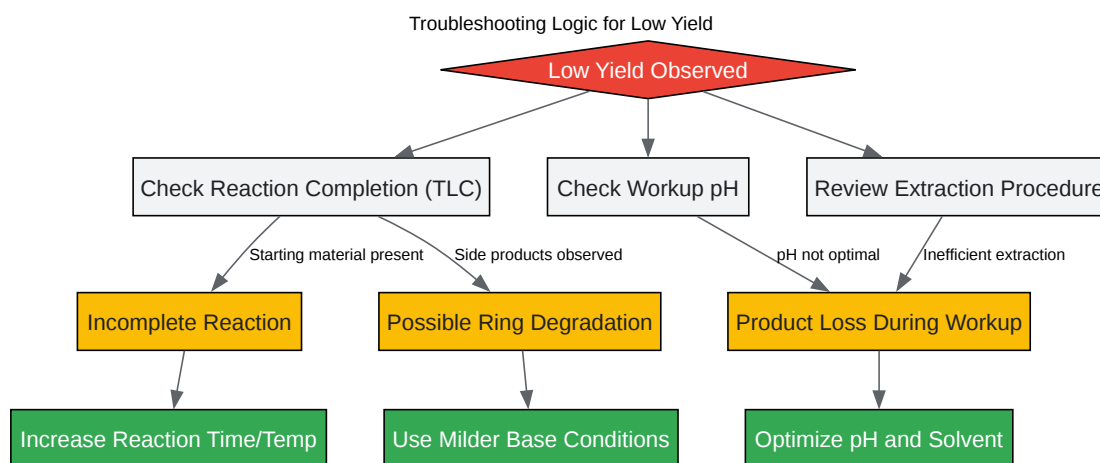 Troubleshooting Logic for Low Yield
Low Yield Observed
Check Reaction Completion (TLC)
Check Workup pH
Review Extraction Procedure
Starting material present
Side products observed
pH not optimal
Inefficient extraction
Incomplete Reaction
Possible Ring Degradation
Product Loss During Workup
Increase Reaction Time/Temp
Use Milder Base Conditions
Optimize pH and Solvent